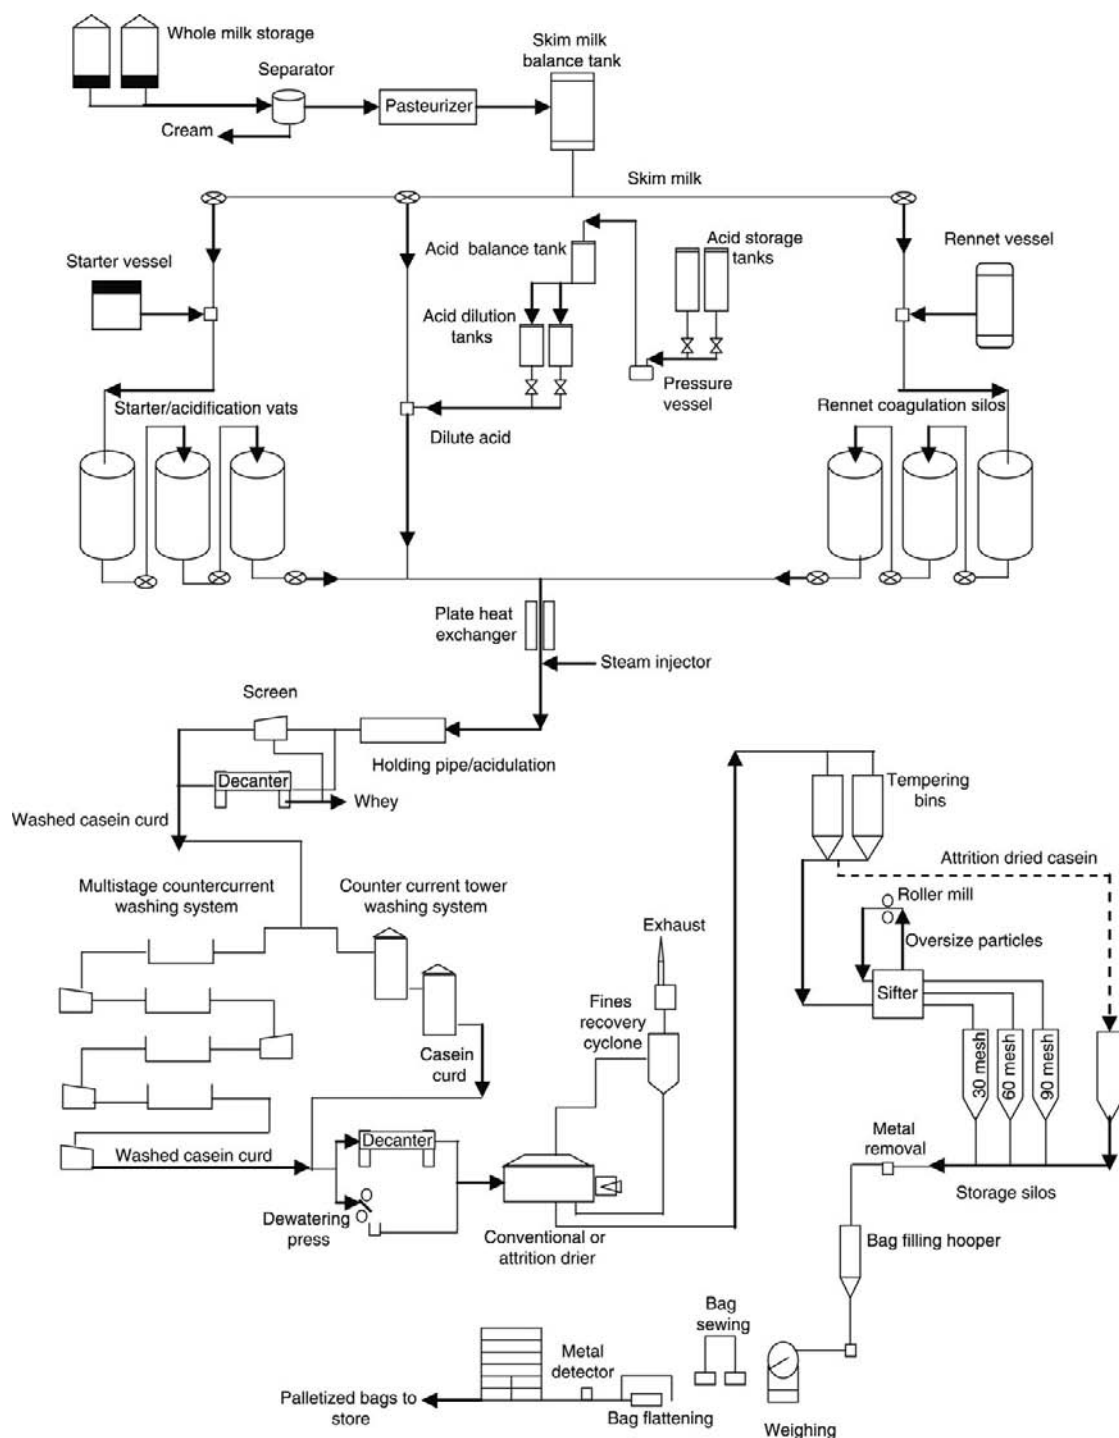 Whole milk storage
Separator
Skim milk
balance tank
Pasteurizer
Cream
Skim milk
Acid balance tank
Acid storage
tanks
Rennet vessel
Starter vessel
Acid dilution
tanks
Pressure
vessel
Starter/acidification vats
Rennet coagulation silos
Dilute acid
Plate heat
exchanger
Steam injector
Screen
Holding pipe/acidulation
Decanter
Whey
Washed casein curd
Tempering
bins
Attrition dried casein
Multistage countercurrent
washing system
Counter current tower
washing system
Roller mill
Oversize particles
Exhaust
Sifter
Fines
recovery
cyclone
30 mesh
60 mesh
90 mesh
Casein
curd
Metal
removal
Decanter
Washed casein curd
Storage silos
Dewatering
press
Conventional or
attrition drier
Bag filling hooper
Bag
sewing
Metal
detector
Palletized bags to
store
Bag flattening
Weighing